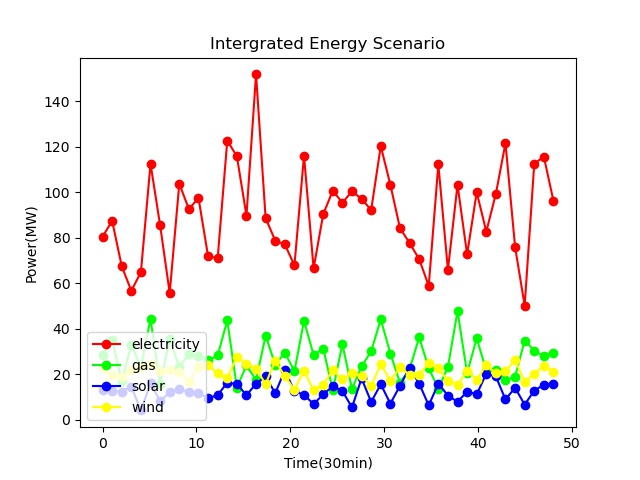 Intergrated Energy Scenario
Power(MW)
140
120
100
80
60
40
20
0
electricity
gas
solar
wind
0 10 20 30 40 50
Time(30min)